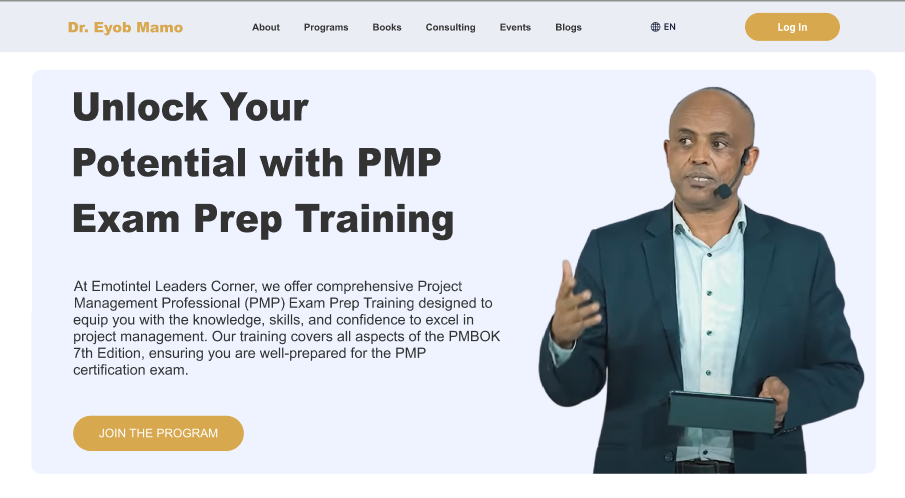 Dr. Eyob Mamo
About
Programs
Books
Consulting
Events
Blogs
EN
Log In
Unlock Your
Potential with PMP
Exam Prep Training
At Emotintel Leaders Corner, we offer comprehensive Project
Management Professional (PMP) Exam Prep Training designed to
equip you with the knowledge, skills, and confidence to excel in
project management. Our training covers all aspects of the PMBOK
7th Edition, ensuring you are well-prepared for the PMP
certification exam.
JOIN THE PROGRAM